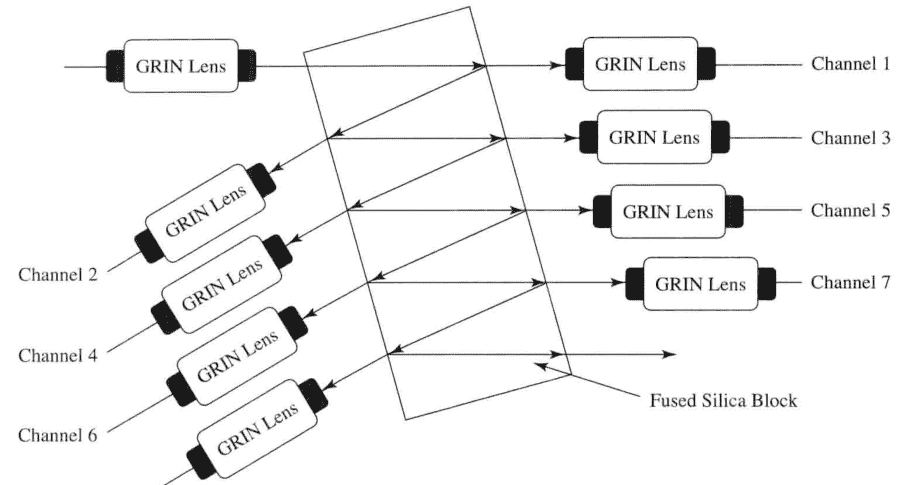 GRIN Lens
GRIN Lens
Channel 1
GRIN Lens
Channel 3
GRIN Lens
GRIN Lens
Channel 5
Channel 2
GRIN Lens
GRIN Lens
Channel 7
Channel 4
GRIN Lens
Fused Silica Block
Channel 6
GRIN Lens